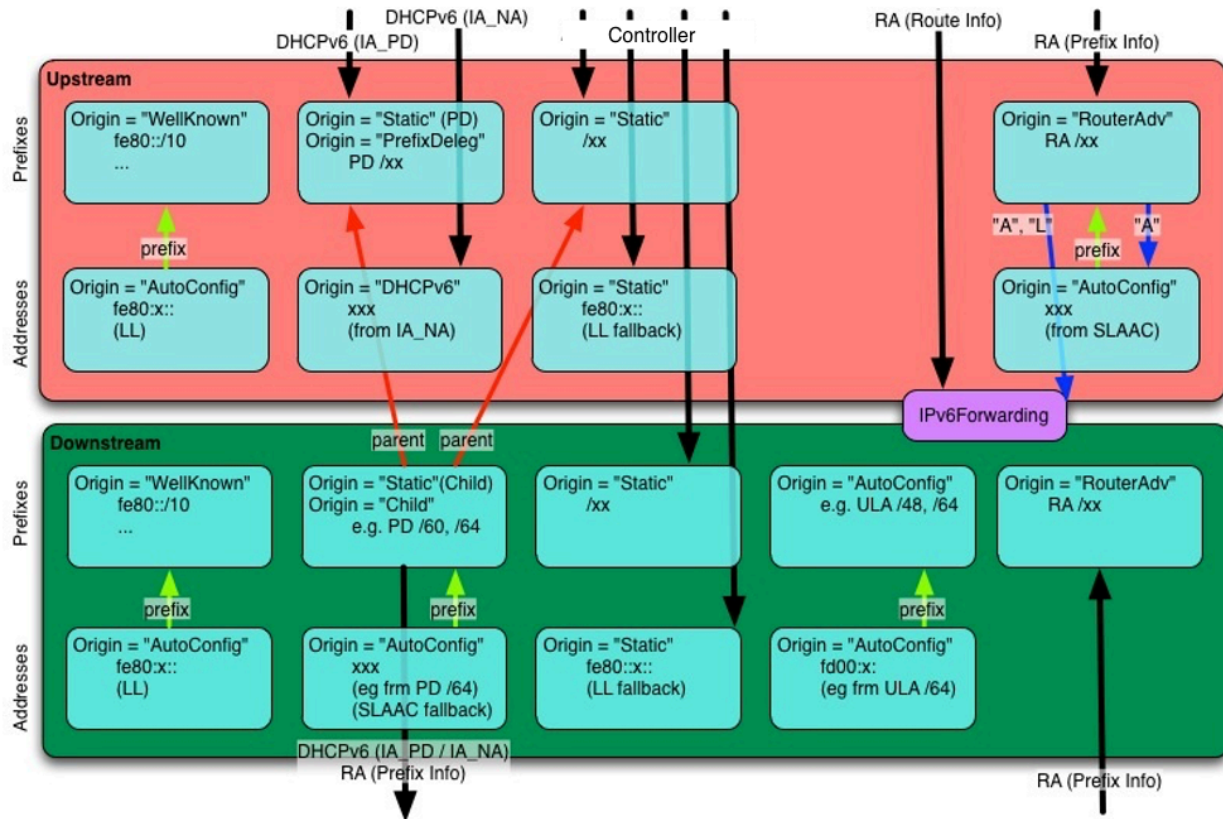 DHCPv6 (IA_NA)
DHCPv6 (IA_PD)
Controller
RA (Route Info)
RA (Prefix Info)
Upstream
Prefixes
Origin = "WellKnown"
fe80::/10
...
Origin = "Static" (PD)
Origin = "PrefixDeleg"
PD /xx
Origin = "Static"
/xx
Origin = "RouterAdv"
RA /xx
prefix
"A", "L"
prefix
"A"
Addresses
Origin = "AutoConfig"
fe80:x::
(LL)
Origin = "DHCPv6"
xxx
(from IA_NA)
Origin = "Static"
fe80:x::
(LL fallback)
Origin = "AutoConfig"
xxx
(from SLAAC)
IPv6Forwarding
Downstream
parent
parent
Prefixes
Origin = "WellKnown"
fe80::/10
...
Origin = "Static"(Child)
Origin = "Child"
e.g. PD /60, /64
Origin = "Static"
/xx
Origin = "AutoConfig"
e.g. ULA /48, /64
Origin = "RouterAdv"
RA /xx
prefix
prefix
prefix
Addresses
Origin = "AutoConfig"
fe80:x::
(LL)
Origin = "AutoConfig"
xxx
(eg frm PD /64)
(SLAAC fallback)
Origin = "Static"
fe80::x::
(LL fallback)
Origin = "AutoConfig"
fd00:x:
(eg frm ULA /64)
DHCPv6 (IA_PD / IA_NA)
RA (Prefix Info)
RA (Prefix Info)